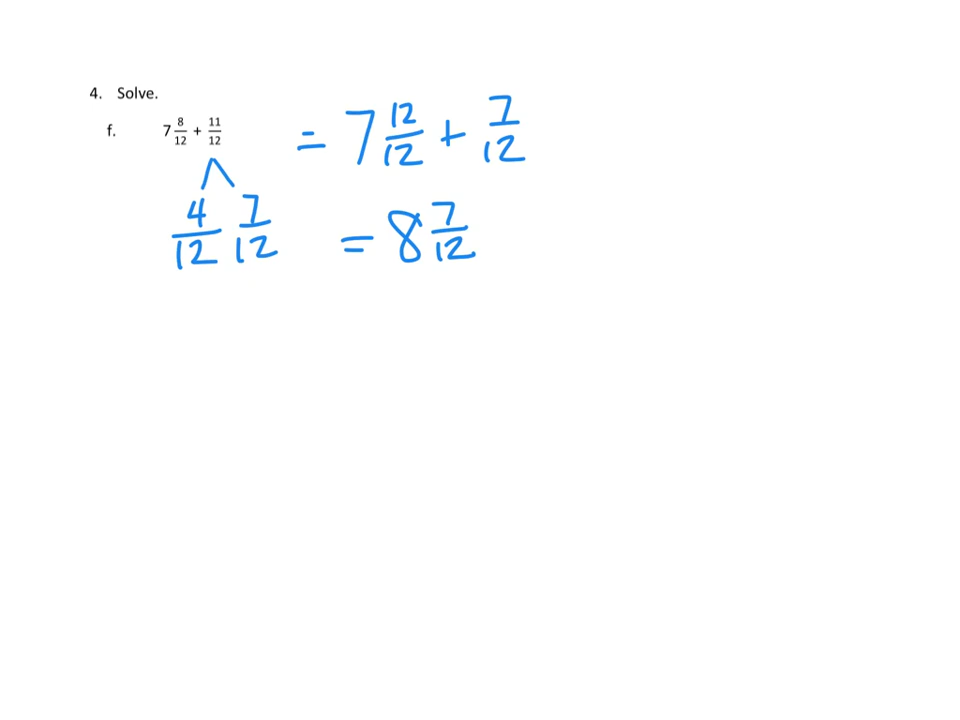 4. Solve.
f. 7 8/12 + 11/12 = 7 12/12 + 7/12
4/12 7/12 = 8 7/12